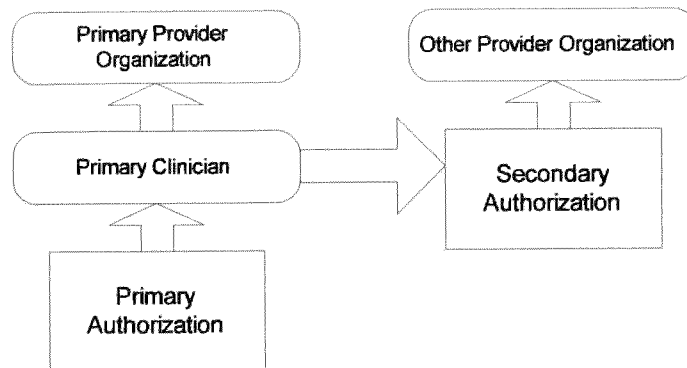 Primary Provider
Organization
Other Provider Organization
Primary Clinician
Secondary
Authorization
Primary
Authorization